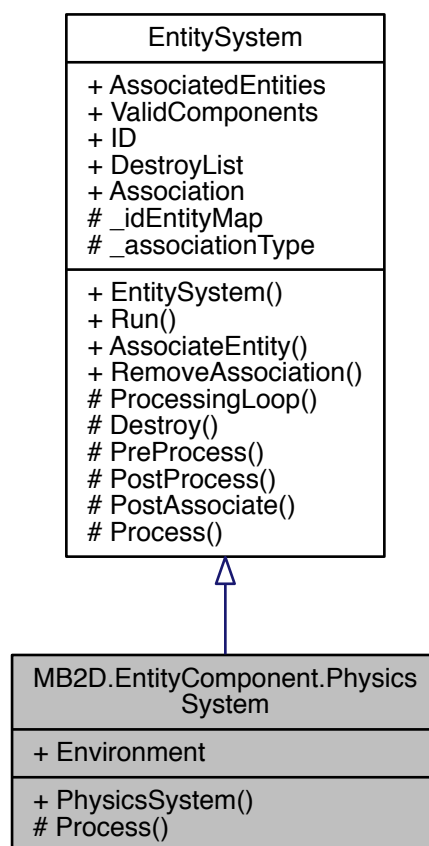 EntitySystem
+ AssociatedEntities
+ ValidComponents
+ ID
+ DestroyList
+ Association
# _idEntityMap
# _associationType
+ EntitySystem()
+ Run()
+ AssociateEntity()
+ RemoveAssociation()
# ProcessingLoop()
# Destroy()
# PreProcess()
# PostProcess()
# PostAssociate()
# Process()
MB2D.EntityComponent.Physics
System
+ Environment
+ PhysicsSystem()
# Process()